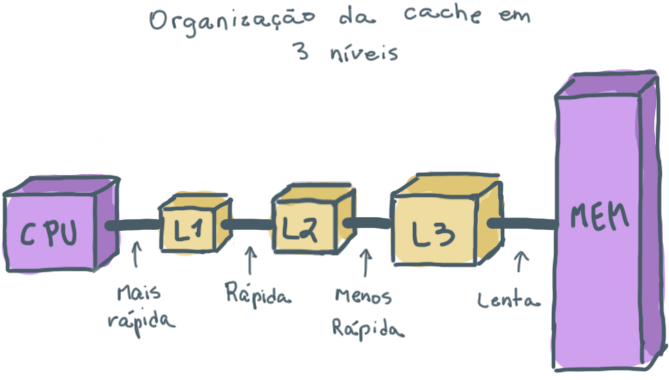 Organização da cache em
3 níveis
CPU
L1
L2
L3
MEM
Mais
rápida
Rápida
Menos
Rápida
Lenta